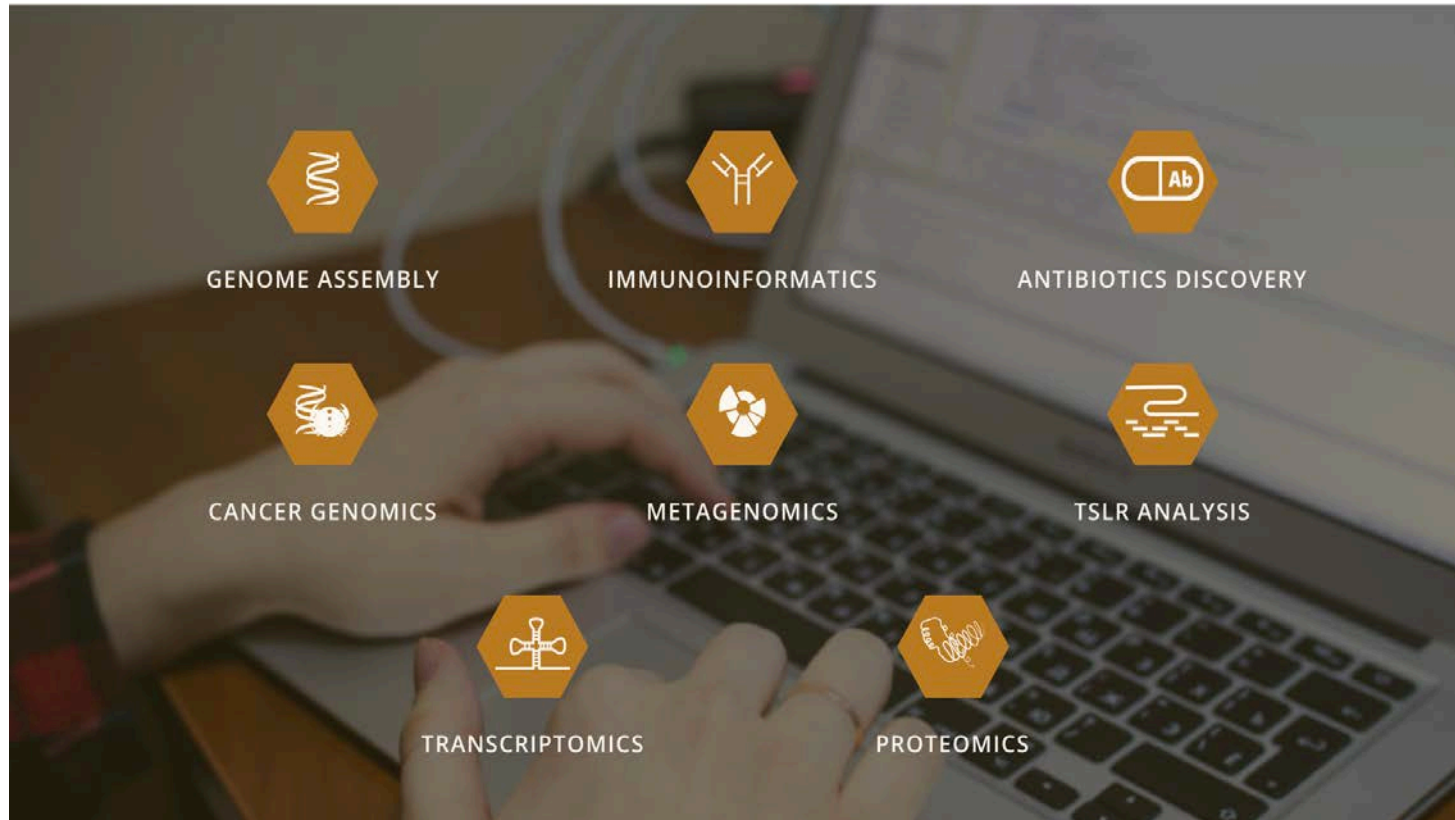 Ab
GENOME ASSEMBLY
IMMUNOINFORMATICS
ANTIBIOTICS DISCOVERY
CANCER GENOMICS
METAGENOMICS
TSLR ANALYSIS
TRANSCRIPTOMICS
PROTEOMICS